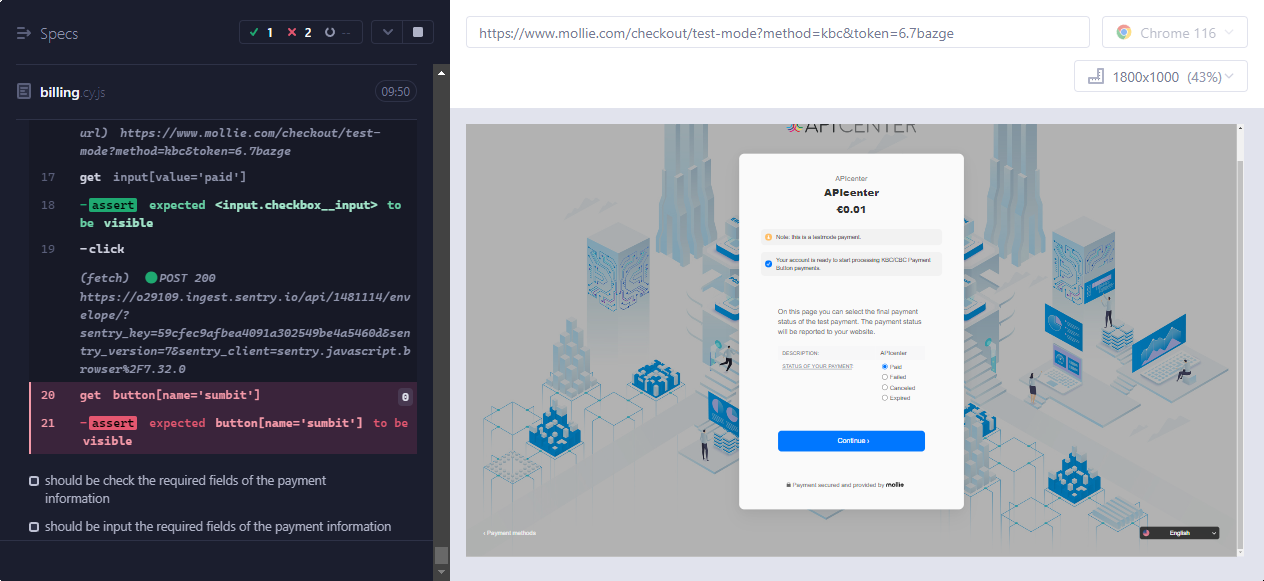 Specs
1
2
--
https://www.mollie.com/checkout/test-mode?method=kbc&token=6.7bazge
Chrome 116
1800x1000 (43%)
billing.cy.js
09:50
url) https://www.mollie.com/checkout/test-
mode?method=kbc&token=6.7bazge
17 get input[value='paid']
18 -assert expected <input.checkbox__input> to
be visible
19 -click
(fetch) POST 200
https://o29109.ingest.sentry.io/api/1481114/env
elope/?
sentry_key=59cfec9afbea4091a302549be4a5460d&sen
try_version=7&sentry_client=sentry.javascript.b
rowser%2F7.32.0
20 get button[name='sumbit'] 0
21 -assert expected button[name='sumbit'] to be
visible
should be check the required fields of the payment
information
should be input the required fields of the payment information
APICENTER
APIcenter
APIcenter
€0.01
Note: this is a testmode payment.
Your account is ready to start processing KBC/CBC Payment
Button payments.
On this page you can select the final payment
status of the test payment. The payment status
will be reported to your website.
DESCRIPTION: APIcenter
STATUS OF YOUR PAYMENT Paid
Failed
Canceled
Expired
Continue ›
Payment secured and provided by mollie
‹ Payment methods
English